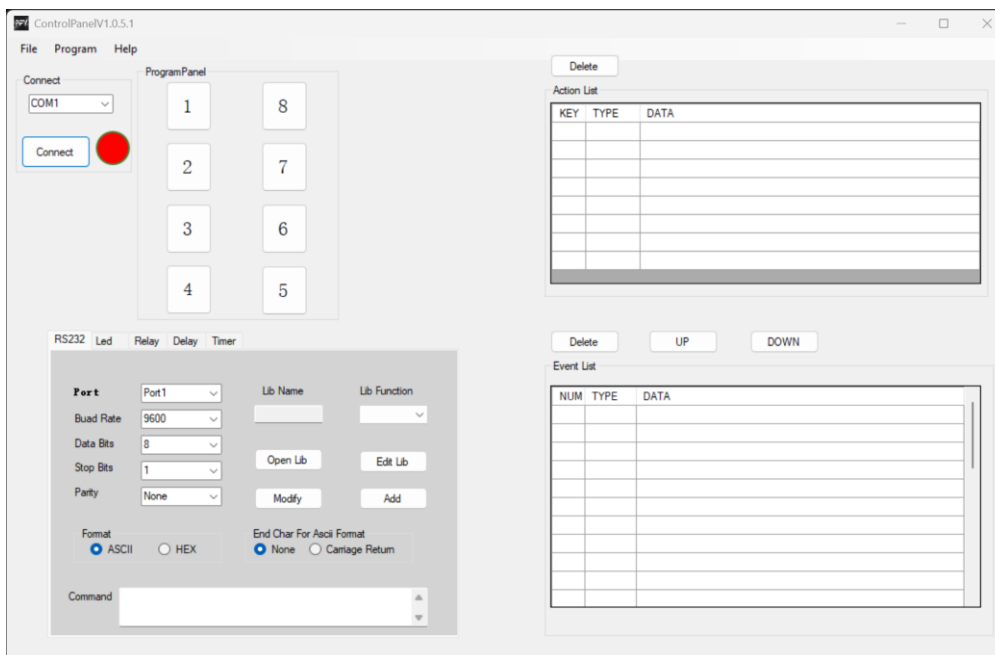 ControlPanelV1.0.5.1
File Program Help
Connect
COM1
Connect
ProgramPanel
1 8
2 7
3 6
4 5
Delete
Action List
KEY TYPE DATA
RS232 Led Relay Delay Timer
Port Port1 Lib Name Lib Function
Buad Rate 9600
Data Bits 8
Stop Bits 1 Open Lib Edit Lib
Parity None Modify Add
Format End Char For Ascii Format
ASCII HEX None Carriage Return
Command
Delete UP DOWN
Event List
NUM TYPE DATA